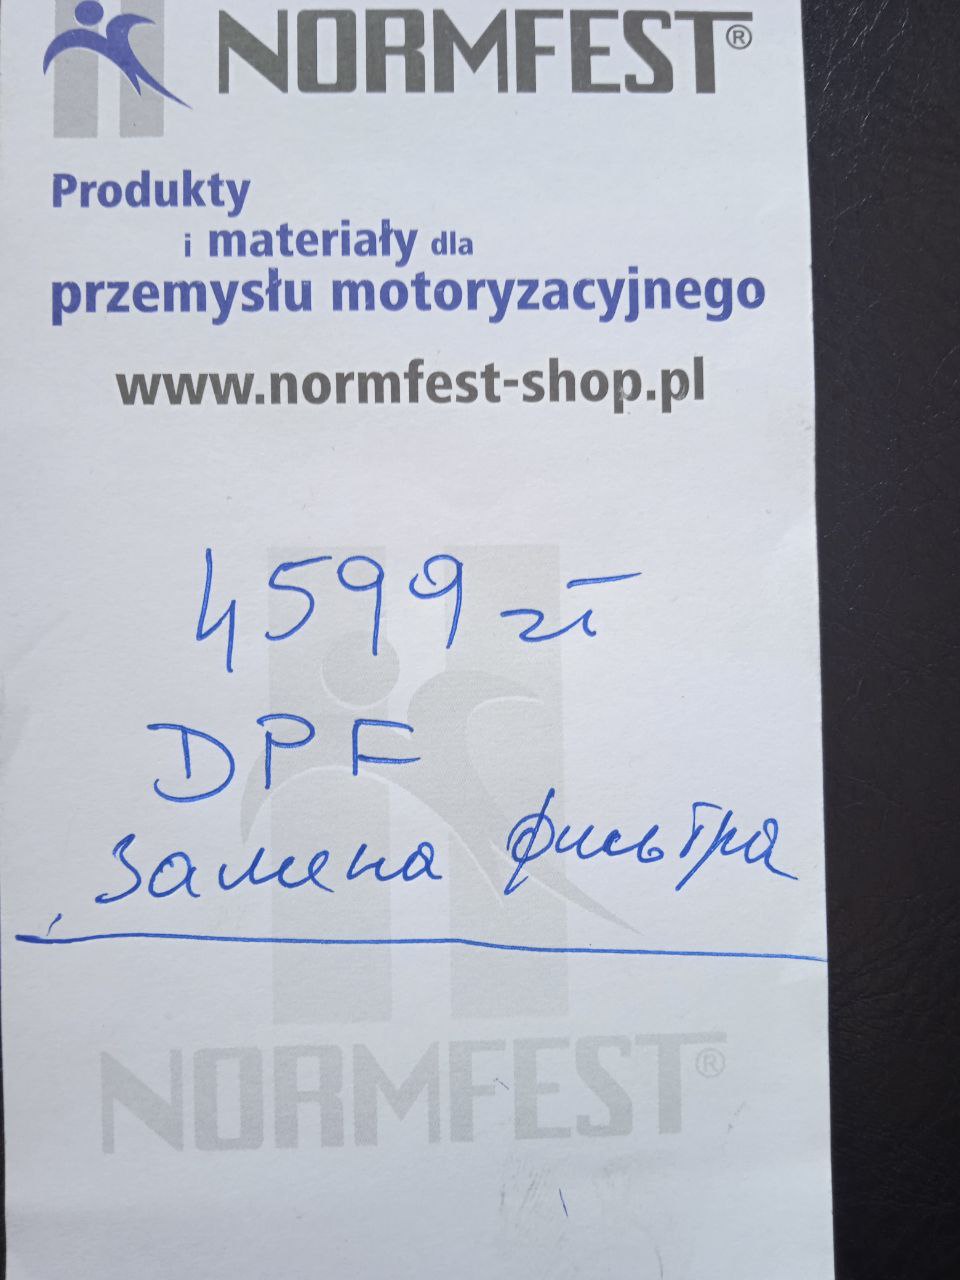 NORMFEST®
Produkty
i materiały dla
przemysłu motoryzacyjnego
www.normfest-shop.pl
4599 zł
DPF
Замена фильтра
NORMFEST®